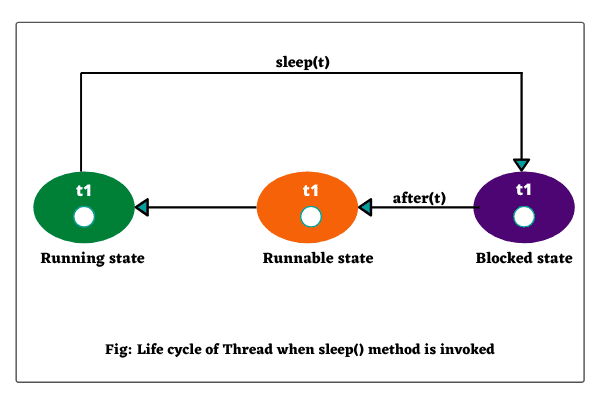 sleep(t)
t1
t1
t1
after(t)
Running state
Runnable state
Blocked state
Fig: Life cycle of Thread when sleep() method is invoked